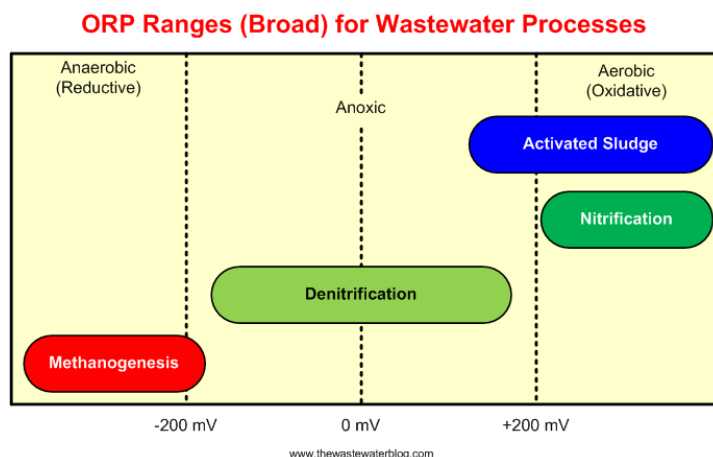 ORP Ranges (Broad) for Wastewater Processes
Anaerobic
(Reductive)
Anoxic
Aerobic
(Oxidative)
Activated Sludge
Nitrification
Denitrification
Methanogenesis
-200 mV
0 mV
+200 mV
www.thewastewaterblog.com